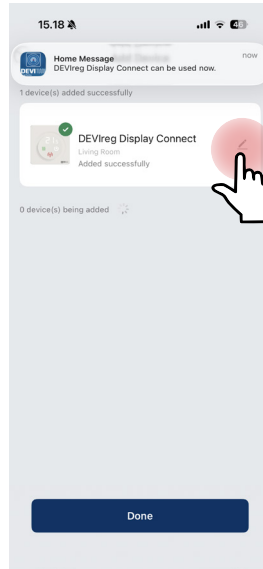 15.18
46
Home Message
now
DEVIreg Display Connect can be used now.
DEVI
1 device(s) added successfully
DEVIreg Display Connect
Living Room
Added successfully
0 device(s) being added
Done